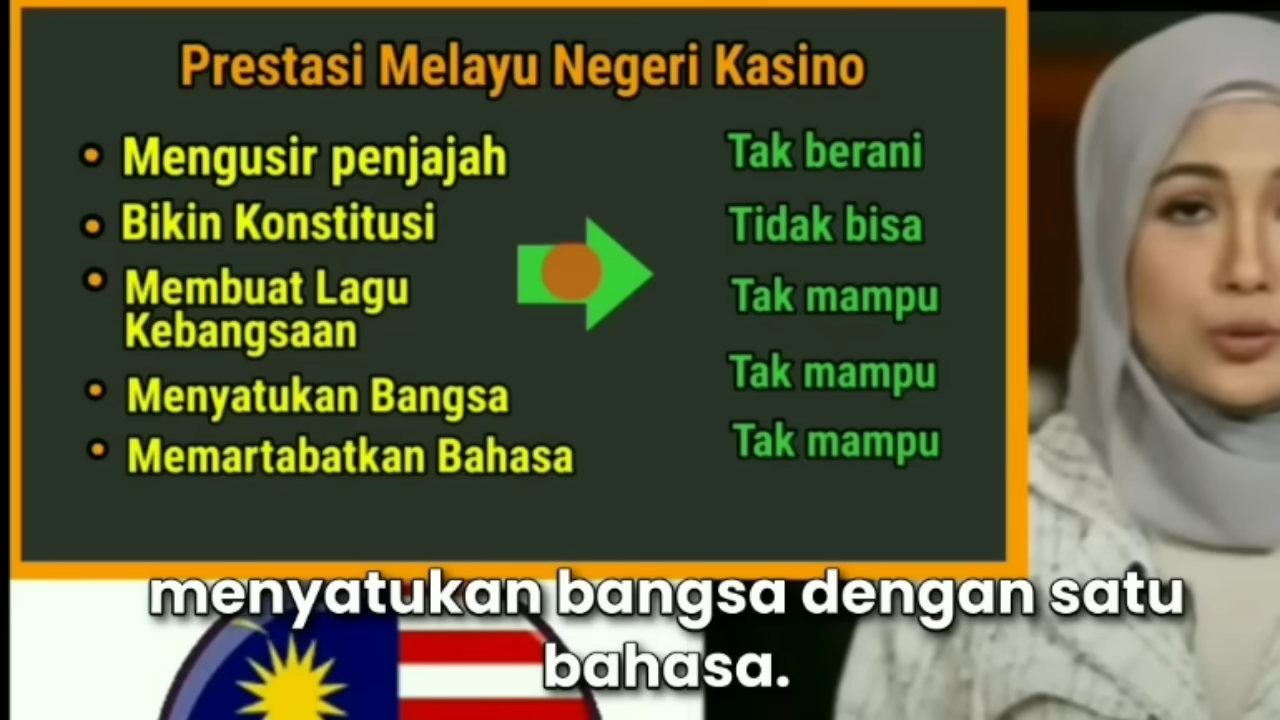 Prestasi Melayu Negeri Kasino
• Mengusir penjajah
Tak berani
• Bikin Konstitusi
Tidak bisa
• Membuat Lagu
Kebangsaan
Tak mampu
• Menyatukan Bangsa
Tak mampu
• Memartabatkan Bahasa
Tak mampu
menyatukan bangsa dengan satu
bahasa.